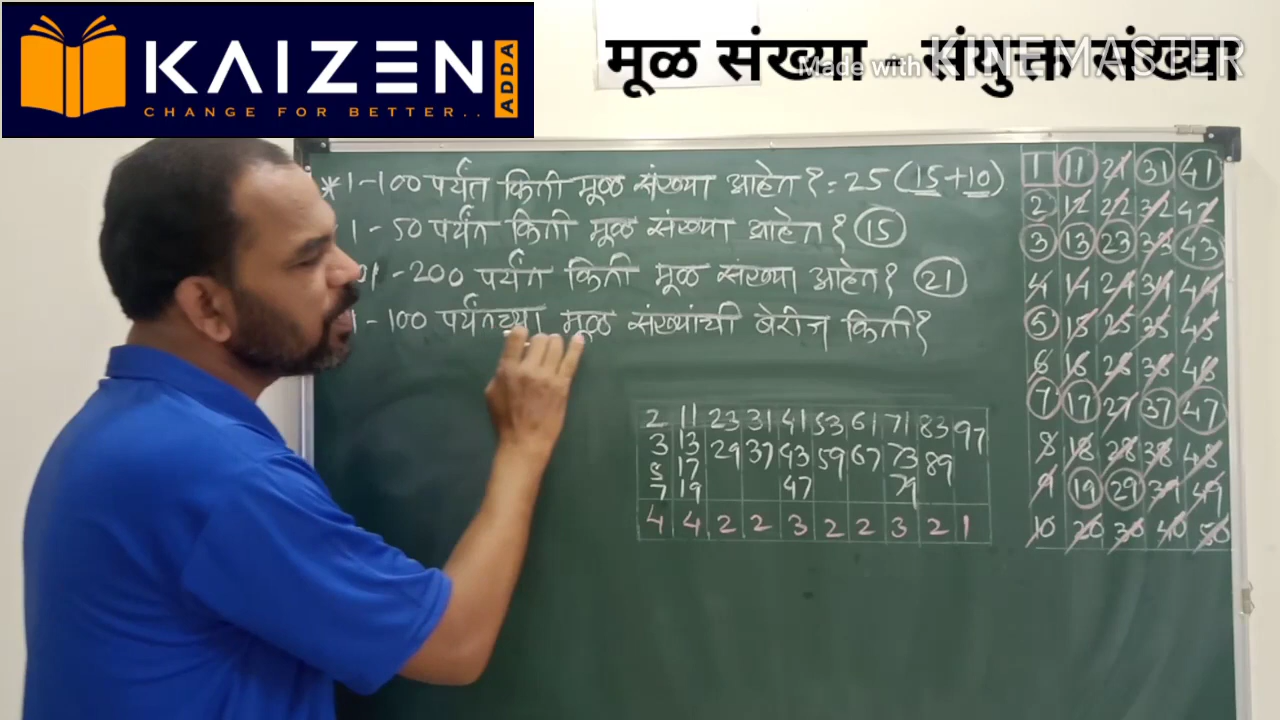 KAIZEN ADDA
CHANGE FOR BETTER..
मूळ संख्या - संयुक्त संख्या
Made with KINEMASTER
* 1-100 पर्यंत किती मूळ संख्या आहेत? = 25 (15+10)
1 - 50 पर्यंत किती मूळ संख्या आहेत? 15
- 200 पर्यंत किती मूळ संख्या आहेत? 21
- 100 पर्यंतच्या मूळ संख्यांची बेरीज किती?
2 11 23 31 41 53 61 71 83 97
3 13 29 37 43 59 67 73 89
5 17 47 79
7 19
4 4 2 2 3 2 2 3 2 1
1 11 21 31 41
2 12 22 32 42
3 13 23 33 43
4 14 24 34 44
5 15 25 35 45
6 16 26 36 46
7 17 27 37 47
8 18 28 38 48
9 19 29 39 49
10 20 30 40 50